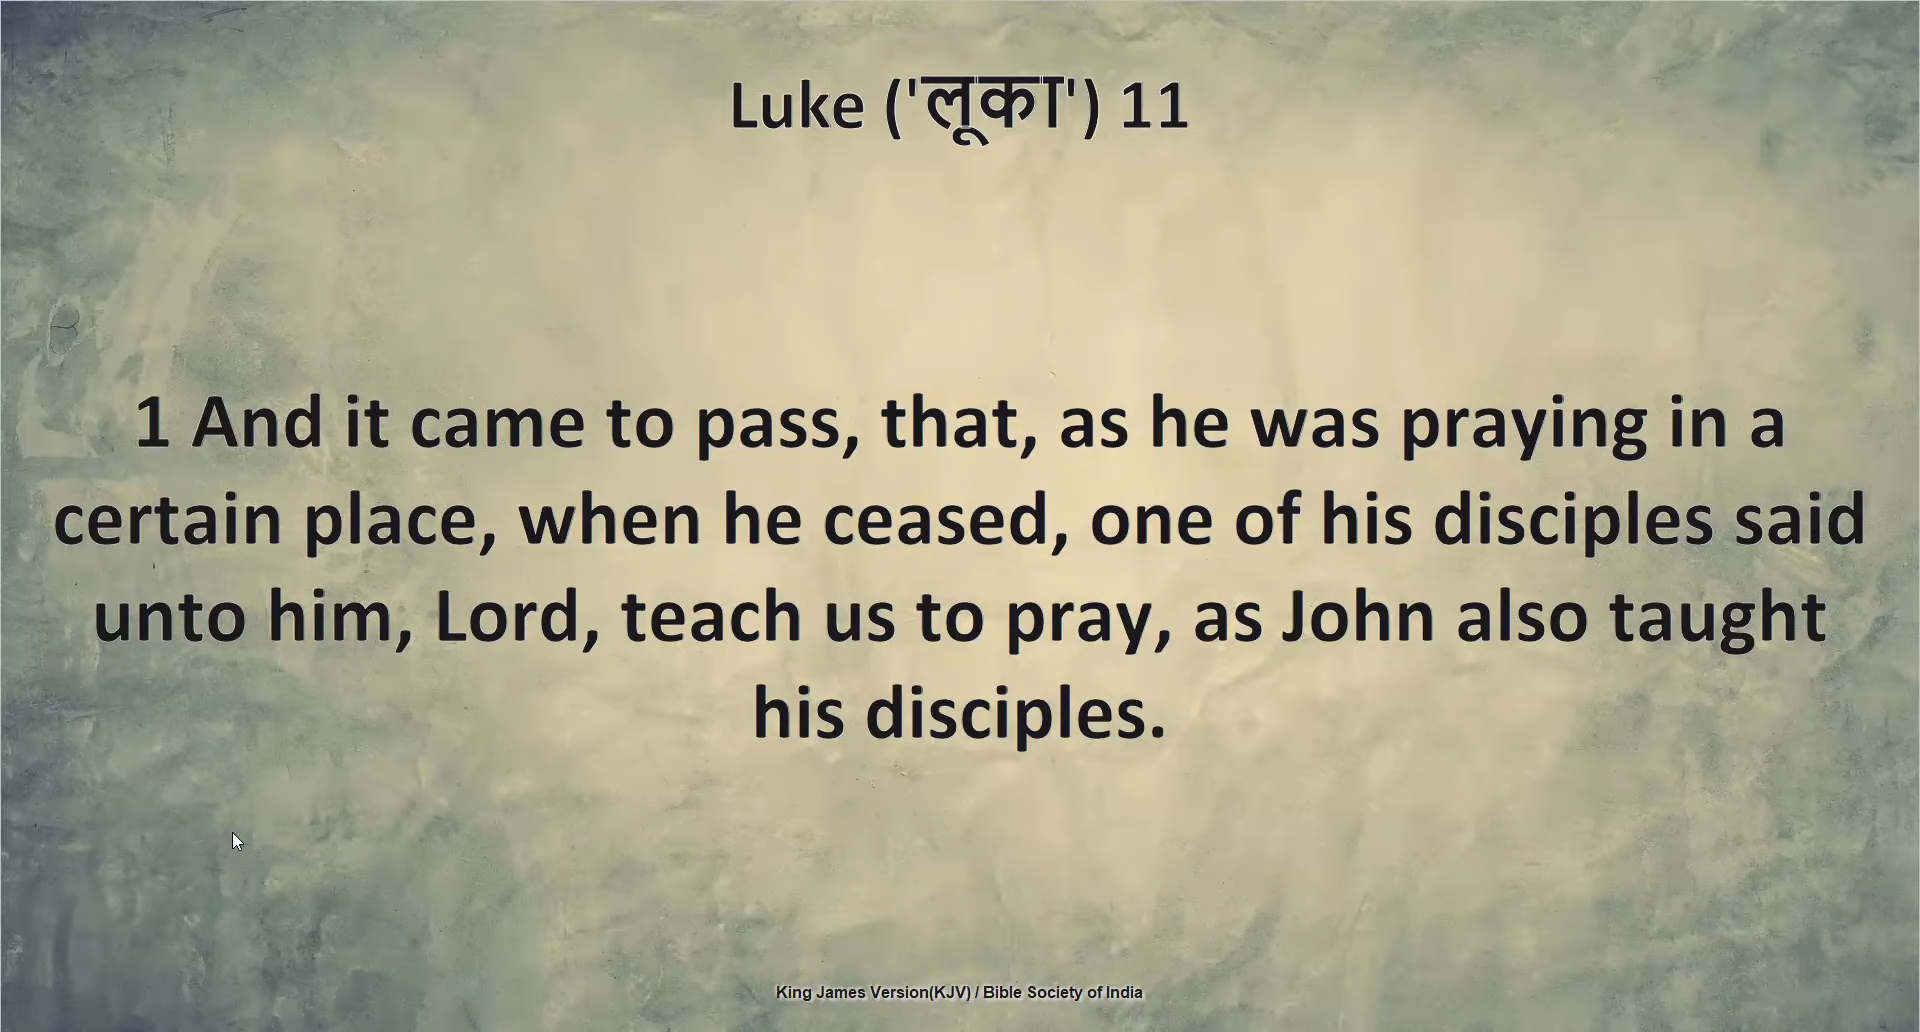 Luke ('लूका') 11
1 And it came to pass, that, as he was praying in a
certain place, when he ceased, one of his disciples said
unto him, Lord, teach us to pray, as John also taught
his disciples.
King James Version(KJV) / Bible Society of India